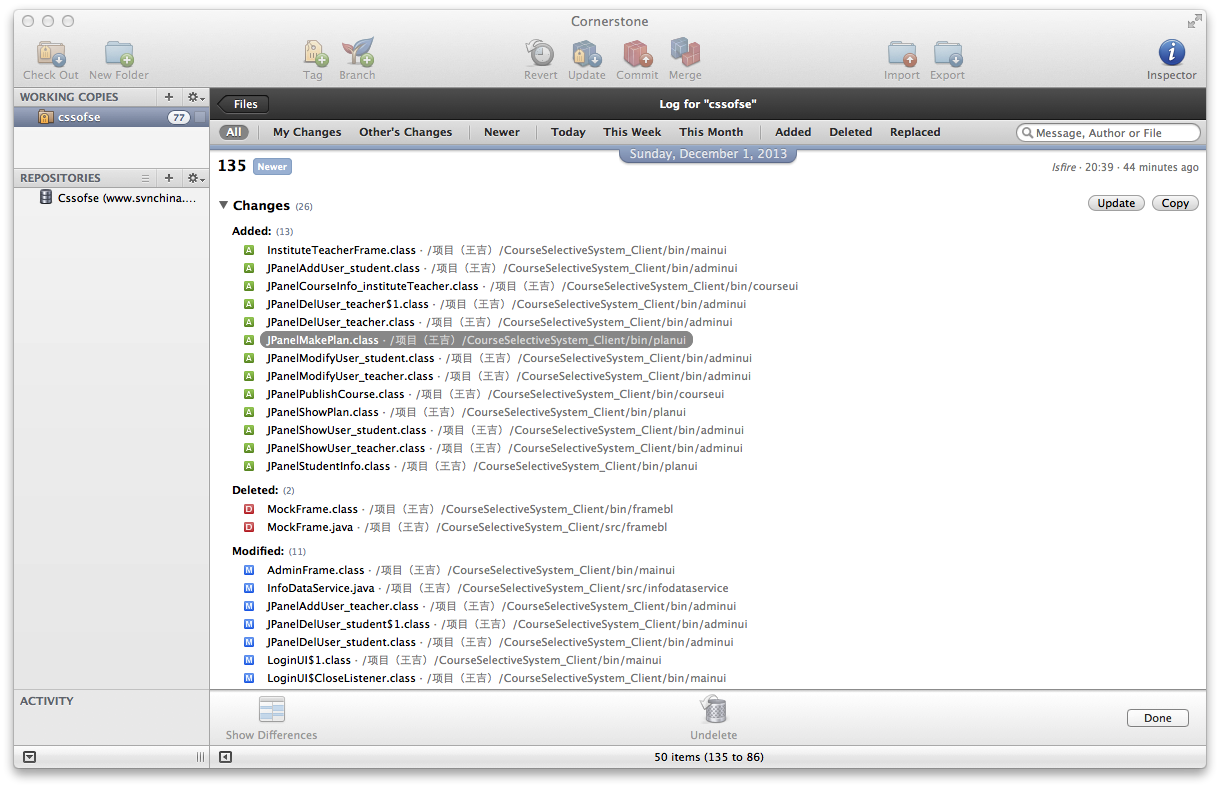 Cornerstone
Check Out New Folder Tag Branch Revert Update Commit Merge Import Export Inspector
WORKING COPIES
cssofse 77
REPOSITORIES
Cssofse (www.svnchina....
ACTIVITY
Files Log for "cssofse"
All My Changes Other's Changes Newer Today This Week This Month Added Deleted Replaced Message, Author or File
Sunday, December 1, 2013
135 Newer lsfire · 20:39 · 44 minutes ago
Changes (26) Update Copy
Added: (13)
A InstituteTeacherFrame.class · /项目（王吉）/CourseSelectiveSystem_Client/bin/mainui
A JPanelAddUser_student.class · /项目（王吉）/CourseSelectiveSystem_Client/bin/adminui
A JPanelCourseInfo_instituteTeacher.class · /项目（王吉）/CourseSelectiveSystem_Client/bin/courseui
A JPanelDelUser_teacher$1.class · /项目（王吉）/CourseSelectiveSystem_Client/bin/adminui
A JPanelDelUser_teacher.class · /项目（王吉）/CourseSelectiveSystem_Client/bin/adminui
A JPanelMakePlan.class · /项目（王吉）/CourseSelectiveSystem_Client/bin/planui
A JPanelModifyUser_student.class · /项目（王吉）/CourseSelectiveSystem_Client/bin/adminui
A JPanelModifyUser_teacher.class · /项目（王吉）/CourseSelectiveSystem_Client/bin/adminui
A JPanelPublishCourse.class · /项目（王吉）/CourseSelectiveSystem_Client/bin/courseui
A JPanelShowPlan.class · /项目（王吉）/CourseSelectiveSystem_Client/bin/planui
A JPanelShowUser_student.class · /项目（王吉）/CourseSelectiveSystem_Client/bin/adminui
A JPanelShowUser_teacher.class · /项目（王吉）/CourseSelectiveSystem_Client/bin/adminui
A JPanelStudentInfo.class · /项目（王吉）/CourseSelectiveSystem_Client/bin/planui
Deleted: (2)
D MockFrame.class · /项目（王吉）/CourseSelectiveSystem_Client/bin/framebl
D MockFrame.java · /项目（王吉）/CourseSelectiveSystem_Client/src/framebl
Modified: (11)
M AdminFrame.class · /项目（王吉）/CourseSelectiveSystem_Client/bin/mainui
M InfoDataService.java · /项目（王吉）/CourseSelectiveSystem_Client/src/infodataservice
M JPanelAddUser_teacher.class · /项目（王吉）/CourseSelectiveSystem_Client/bin/adminui
M JPanelDelUser_student$1.class · /项目（王吉）/CourseSelectiveSystem_Client/bin/adminui
M JPanelDelUser_student.class · /项目（王吉）/CourseSelectiveSystem_Client/bin/adminui
M LoginUI$1.class · /项目（王吉）/CourseSelectiveSystem_Client/bin/mainui
M LoginUI$CloseListener.class · /项目（王吉）/CourseSelectiveSystem_Client/bin/mainui
Show Differences Undelete Done
50 items (135 to 86)